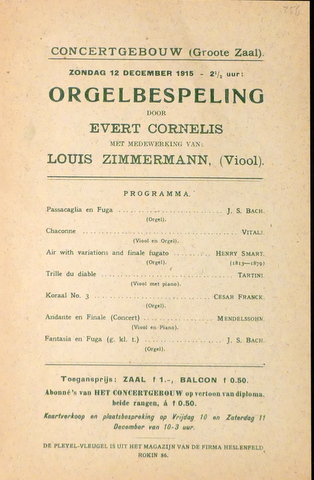 256
CONCERTGEBOUW (Groote Zaal).
ZONDAG 12 DECEMBER 1915 - 2½ uur:
ORGELBESPELING
DOOR
EVERT CORNELIS
MET MEDEWERKING VAN:
LOUIS ZIMMERMANN, (Viool).
PROGRAMMA.
Passacaglia en Fuga .................... J. S. BACH.
(Orgel).
Chaconne .................... VITALI.
(Viool en Orgel).
Air with variations and finale fugato ........ HENRY SMART.
(Orgel). (1813—1879)
Trille du diable .................... TARTINI.
(Viool met piano).
Koraal No. 3 .................... CESAR FRANCK.
(Orgel).
Andante en Finale (Concert) ............ MENDELSSOHN.
(Viool en Piano).
Fantasia en Fuga (g. kl. t.) ............ J. S. BACH.
(Orgel).
Toegangsprijs: ZAAL f 1.-, BALCON f 0.50.
Abonné's van HET CONCERTGEBOUW op vertoon van diploma.
beide rangen, á f 0.50.
Kaartverkoop en plaatsbespreking op Vrijdag 10 en Zaterdag 11
December van 10-3 uur.
DE PLEYEL-VLEUGEL IS UIT HET MAGAZIJN VAN DE FIRMA HESLENFELD
ROKIN 86.